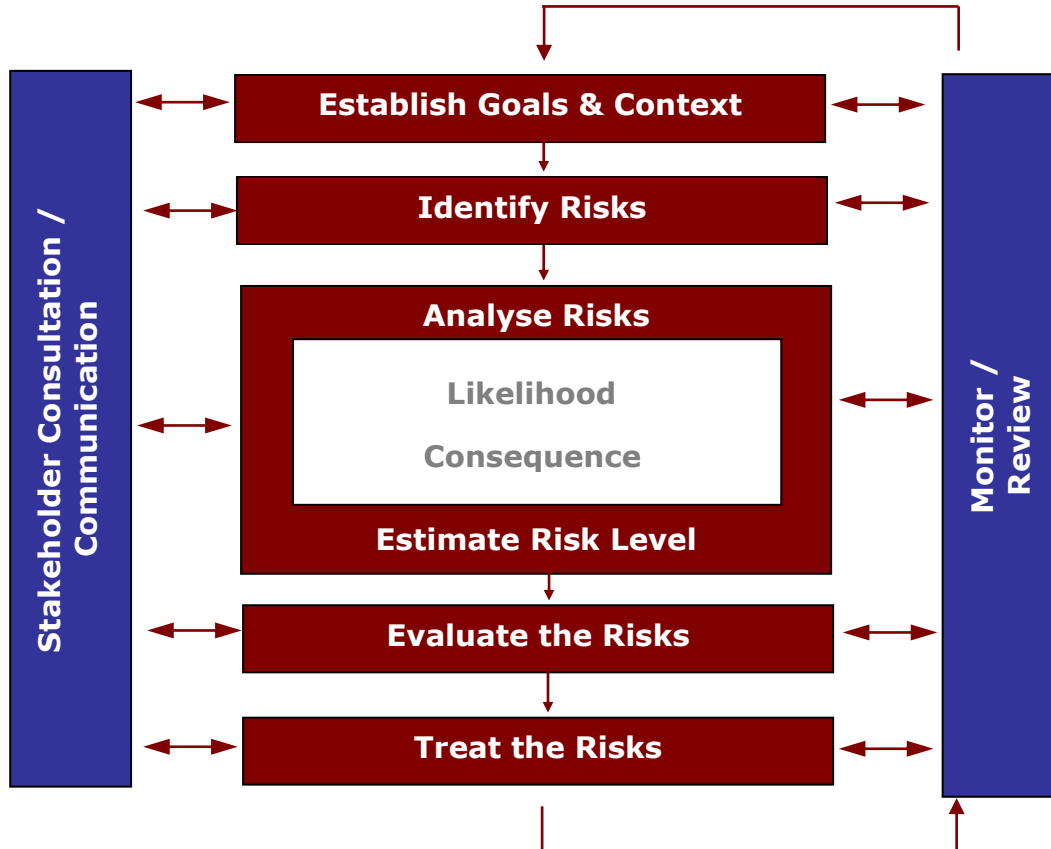 Establish Goals & Context
Identify Risks
Analyse Risks
Likelihood
Consequence
Estimate Risk Level
Evaluate the Risks
Treat the Risks
Stakeholder Consultation /
Communication
Monitor /
Review